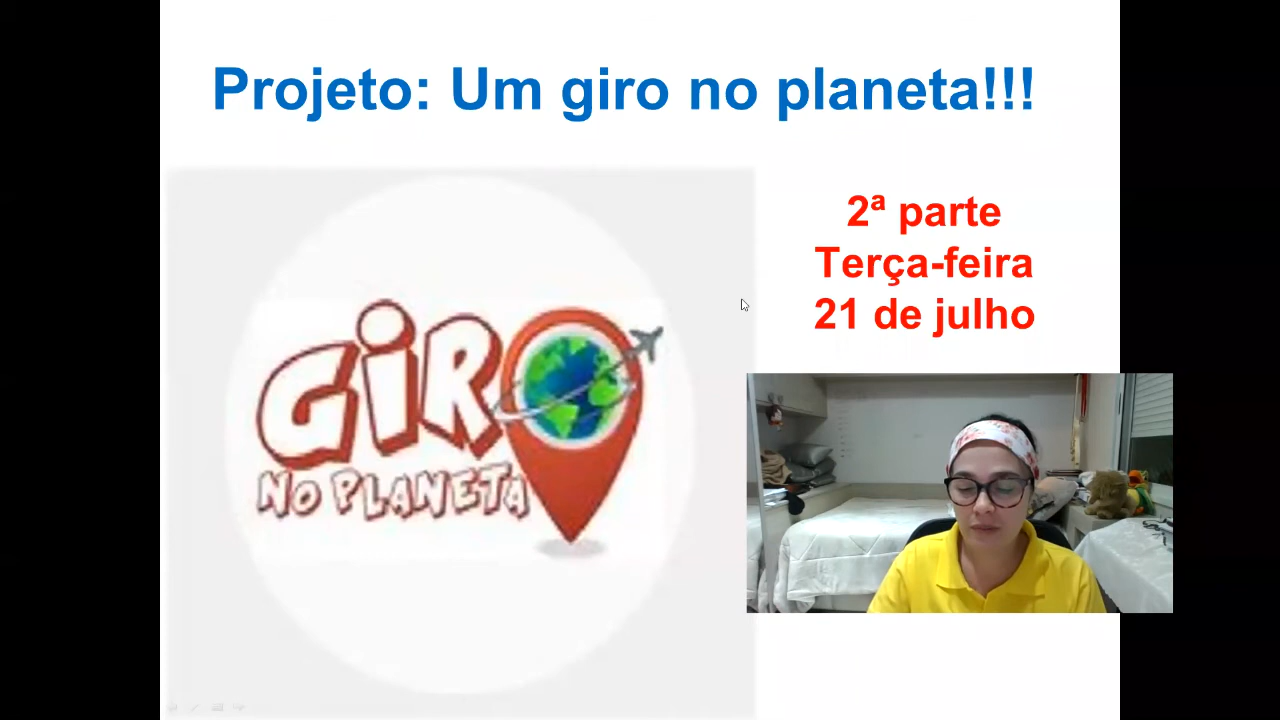 Projeto: Um giro no planeta!!!
2ª parte
Terça-feira
21 de julho
GiRO
NO PLANETA